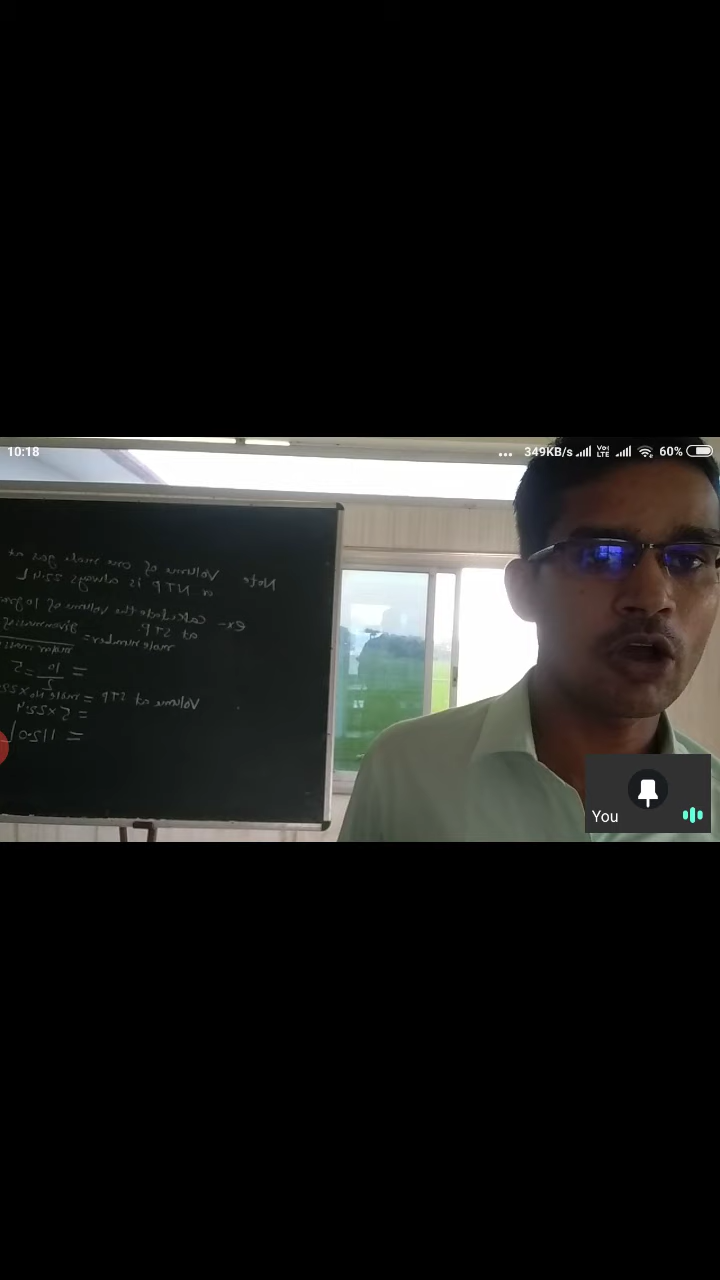 10:18
... 349KB/s Vo) LTE 60%
Note Volume of one mole gas at
a NTP is always 22.4 L
ex- calculate the volume of 10
at STP.
mole number = given mass
molar mass
= 10/2 = 5
Volume at STP = mole no x 22
= 5 x 22.4
= 112.0 L
You